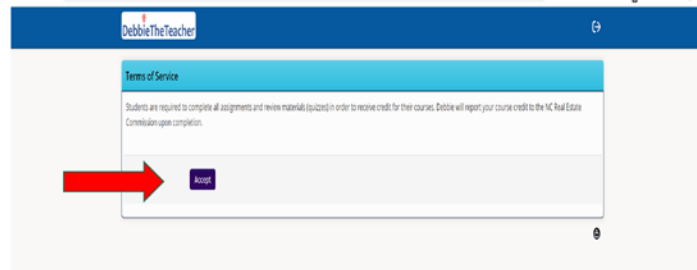 DebbieTheTeacher
Terms of Service
Students are required to complete all assignments and review materials (quizzes) in order to receive credit for their courses. Debbie will report your course credit to the NC Real Estate
Commission upon completion.
Accept